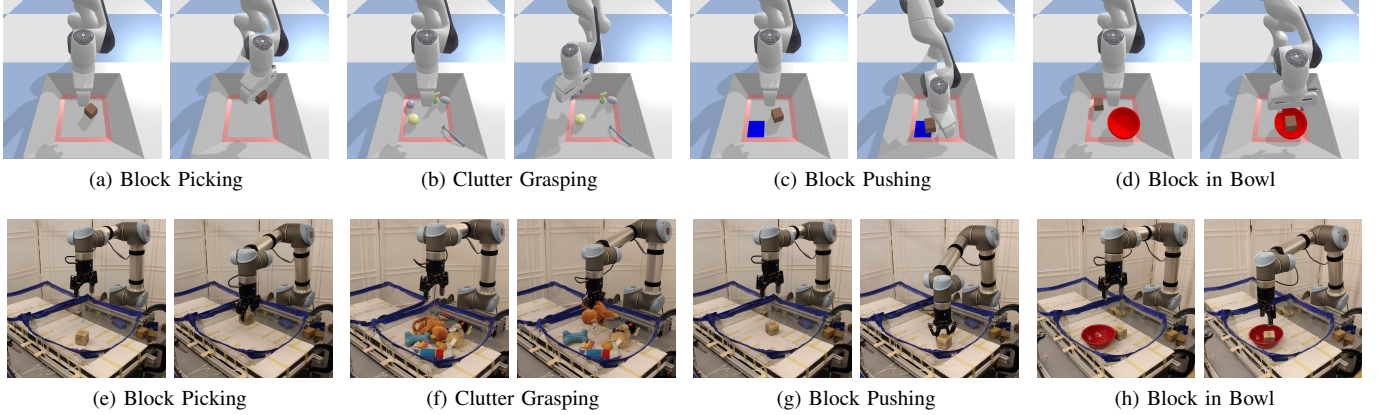 (a) Block Picking
(b) Clutter Grasping
(c) Block Pushing
(d) Block in Bowl
(e) Block Picking
(f) Clutter Grasping
(g) Block Pushing
(h) Block in Bowl